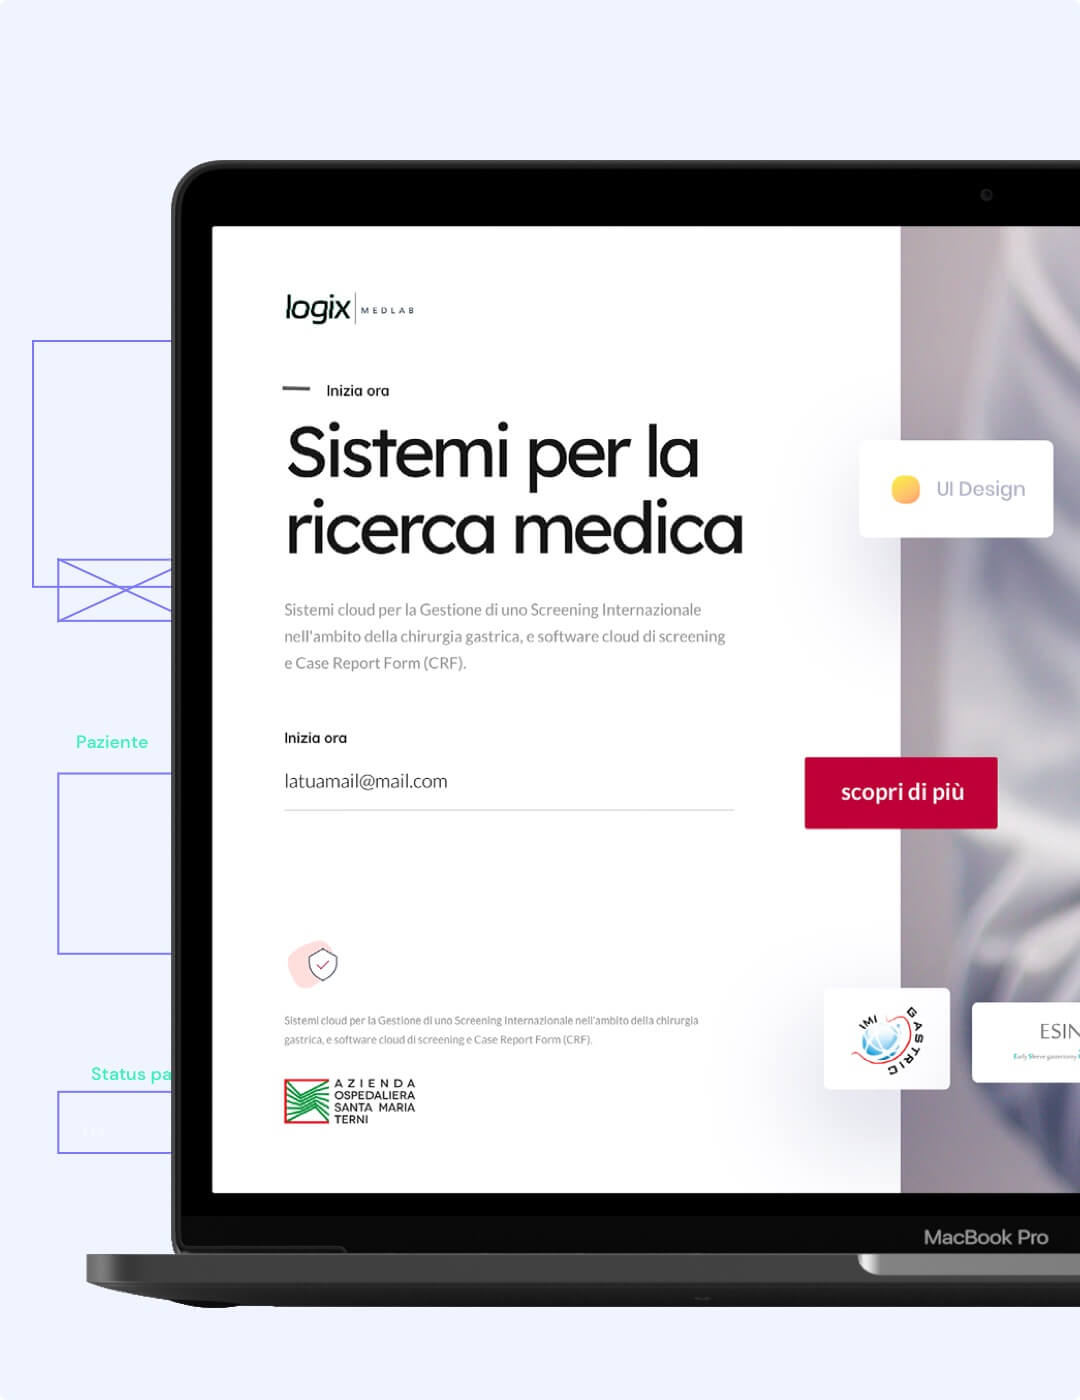 logix MEDLAB
Inizia ora
Sistemi per la
ricerca medica
UI Design
Sistemi cloud per la Gestione di uno Screening Internazionale
nell'ambito della chirurgia gastrica, e software cloud di screening
e Case Report Form (CRF).
Paziente
Inizia ora
latuamail@mail.com
scopri di più
Sistemi cloud per la Gestione di uno Screening Internazionale nell'ambito della chirurgia
gastrica, e software cloud di screening e Case Report Form (CRF).
IMI GASTRIC
ESIN
Early Sleeve gastrectomy
Status pa
AZIENDA
OSPEDALIERA
SANTA MARIA
TERNI
MacBook Pro